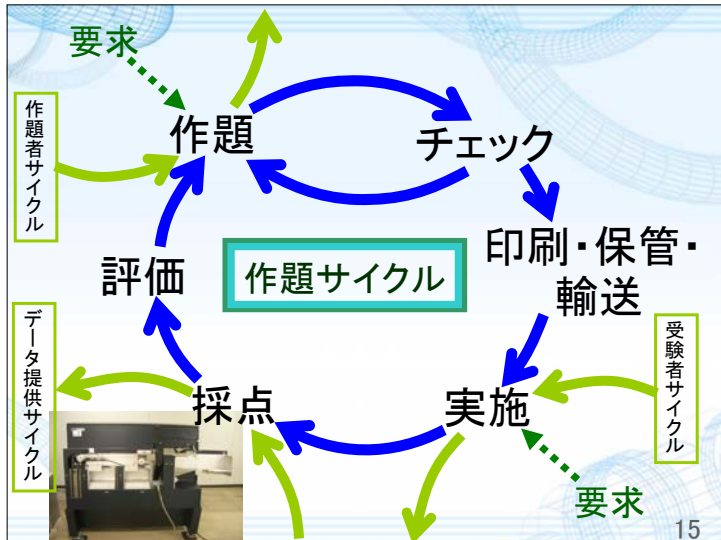 要求
作題者サイクル
作題
チェック
評価
作題サイクル
印刷・保管・
輸送
データ提供サイクル
受験者サイクル
採点
実施
要求
15